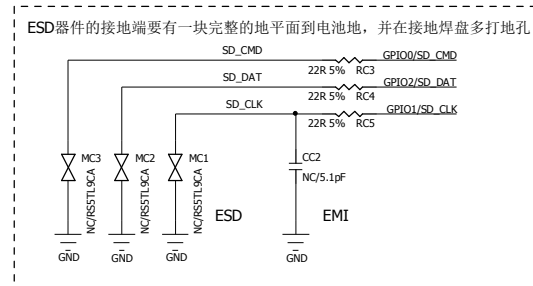 ESD器件的接地端要有一块完整的地平面到电池地，并在接地焊盘多打地孔
SD_CMD
GPIO0/SD_CMD
22R 5% RC3
SD_DAT
GPIO2/SD_DAT
22R 5% RC4
SD_CLK
GPIO1/SD_CLK
22R 5% RC5
MC3
NC/RS5TL9CA
MC2
NC/RS5TL9CA
MC1
NC/RS5TL9CA
CC2
NC/5.1pF
ESD
EMI
GND
GND
GND
GND